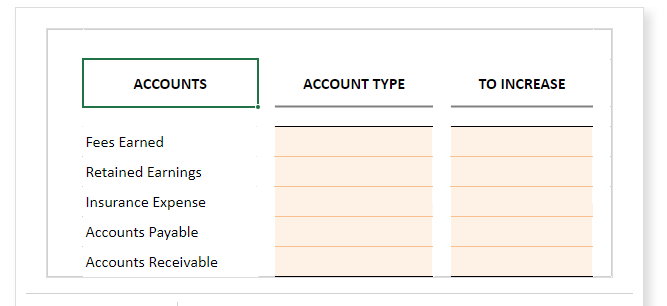 ACCOUNTS ACCOUNT TYPE TO INCREASE
Fees Earned
Retained Earnings
Insurance Expense
Accounts Payable
Accounts Receivable